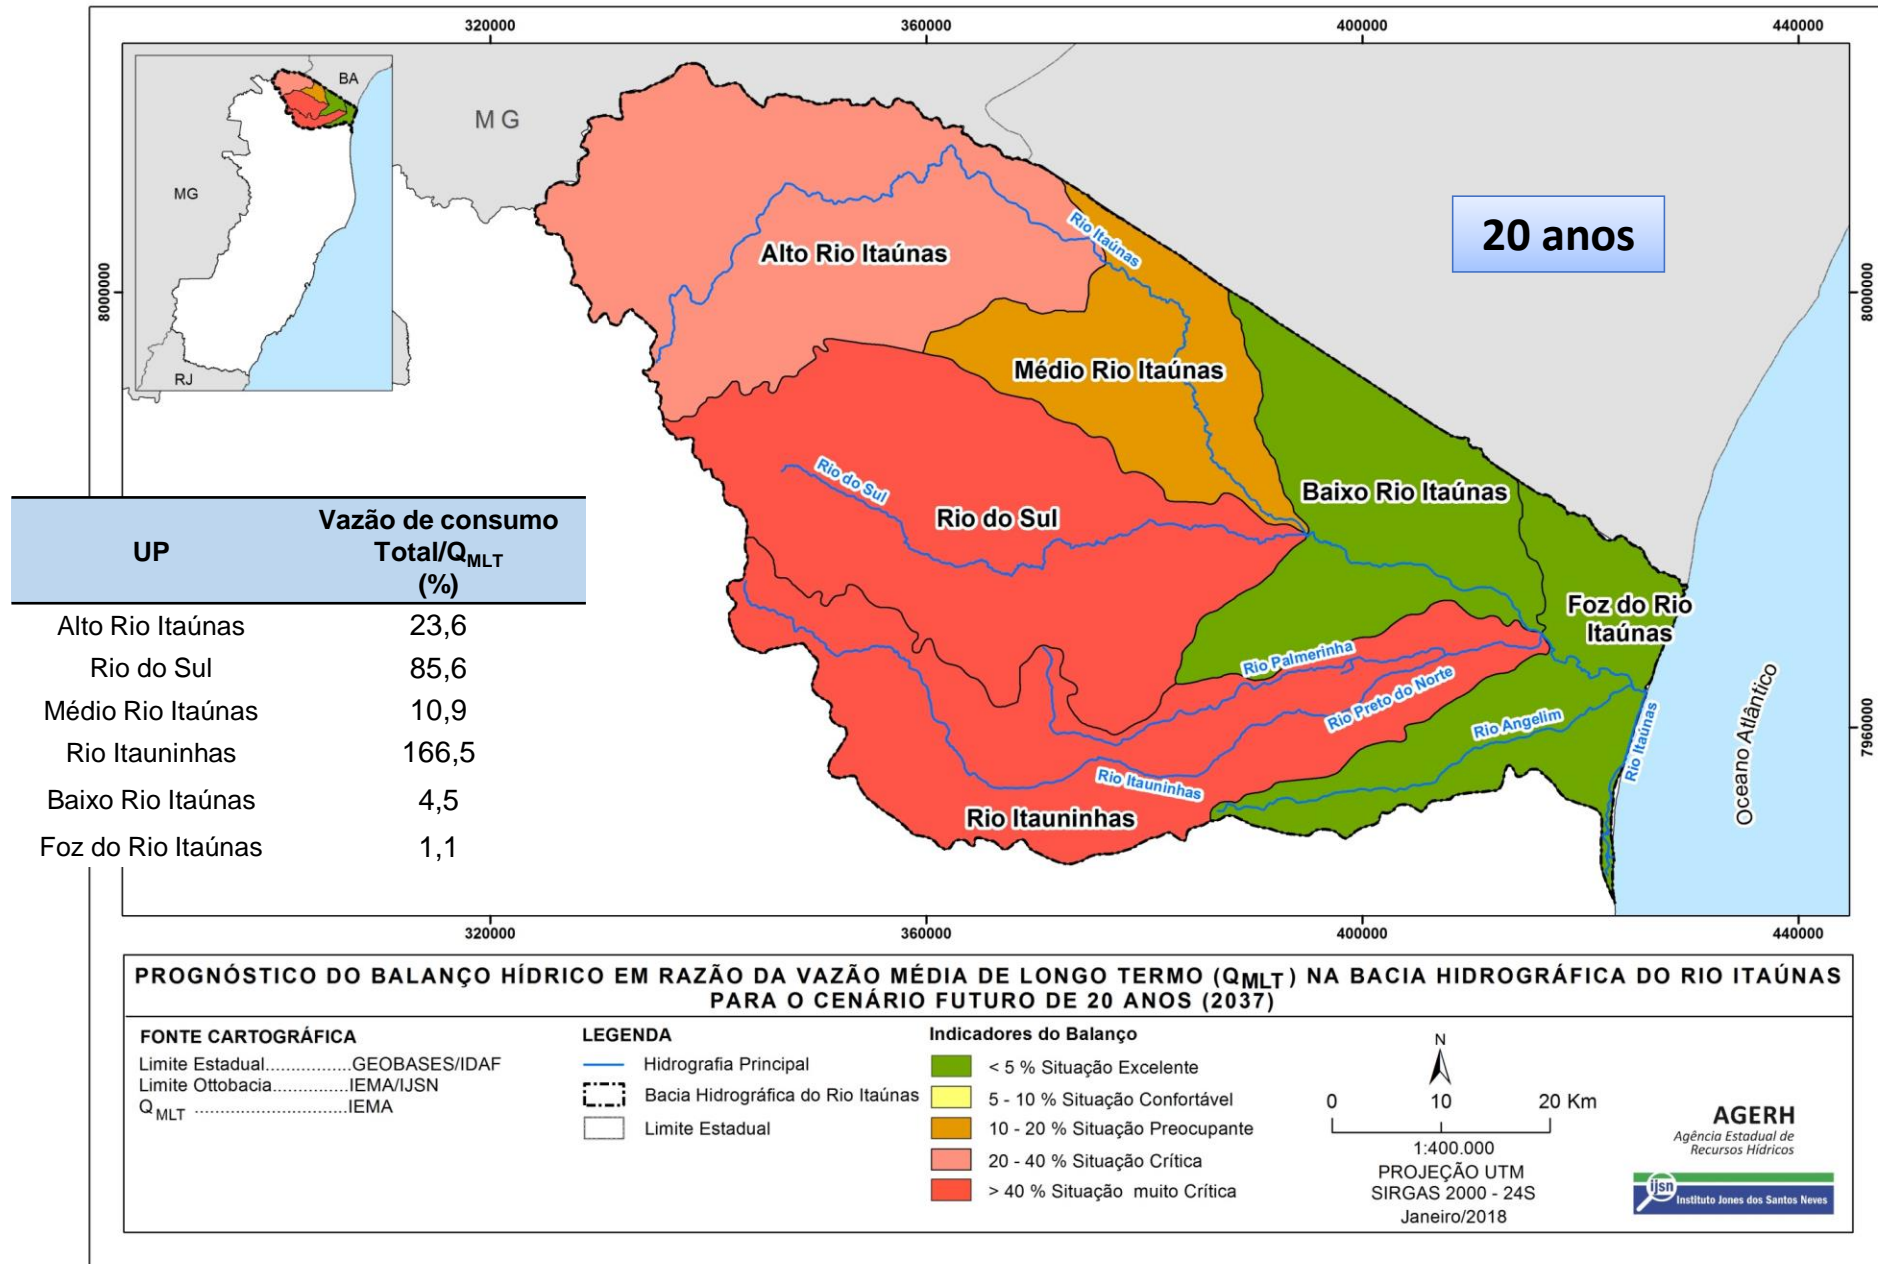 320000
360000
400000
440000
BA
MG
MG
RJ
20 anos
8000000
8000000
Rio Itaúnas
Alto Rio Itaúnas
Médio Rio Itaúnas
Rio do Sul
Rio do Sul
Baixo Rio Itaúnas
Foz do Rio
Itaúnas
Rio Palmerinha
Rio Preto do Norte
Rio Angelim
Rio Itaúnas
Rio Itauninhas
Rio Itauninhas
Oceano Atlântico
7960000
UP Vazão de consumo
Total/QMLT
(%)
Alto Rio Itaúnas 23,6
Rio do Sul 85,6
Médio Rio Itaúnas 10,9
Rio Itauninhas 166,5
Baixo Rio Itaúnas 4,5
Foz do Rio Itaúnas 1,1
320000
360000
400000
440000
PROGNÓSTICO DO BALANÇO HÍDRICO EM RAZÃO DA VAZÃO MÉDIA DE LONGO TERMO (QMLT) NA BACIA HIDROGRÁFICA DO RIO ITAÚNAS
PARA O CENÁRIO FUTURO DE 20 ANOS (2037)
FONTE CARTOGRÁFICA
Limite Estadual................GEOBASES/IDAF
Limite Ottobacia..............IEMA/IJSN
QMLT ............................IEMA
LEGENDA
Hidrografia Principal
Bacia Hidrográfica do Rio Itaúnas
Limite Estadual
Indicadores do Balanço
< 5 % Situação Excelente
5 - 10 % Situação Confortável
10 - 20 % Situação Preocupante
20 - 40 % Situação Crítica
> 40 % Situação muito Crítica
N
0 10 20 Km
1:400.000
PROJEÇÃO UTM
SIRGAS 2000 - 24S
Janeiro/2018
AGERH
Agência Estadual de
Recursos Hídricos
ijsn
Instituto Jones dos Santos Neves